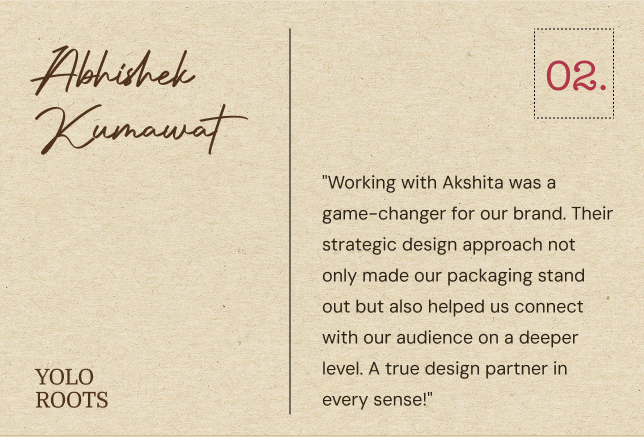 Abhishek
Kumawat
YOLO
ROOTS
02.
"Working with Akshita was a
game-changer for our brand. Their
strategic design approach not
only made our packaging stand
out but also helped us connect
with our audience on a deeper
level. A true design partner in
every sense!"